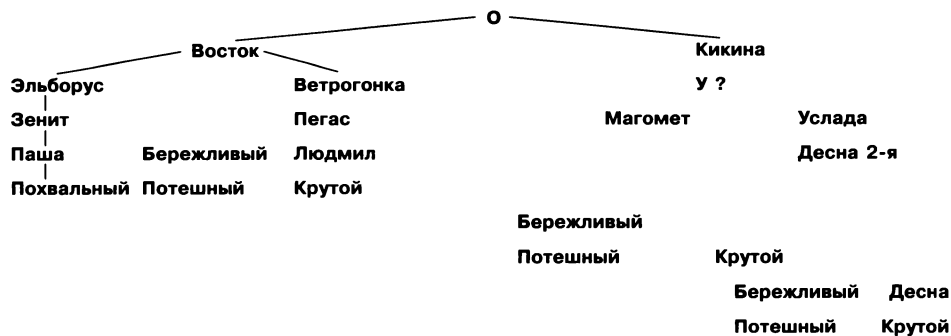 О
Восток Кикина
Эльборус Ветрогонка У ?
Зенит Пегас Магомет Услада
Паша Бережливый Людмил Десна 2-я
Похвальный Потешный Крутой
Бережливый
Потешный Крутой
Бережливый Десна
Потешный Крутой